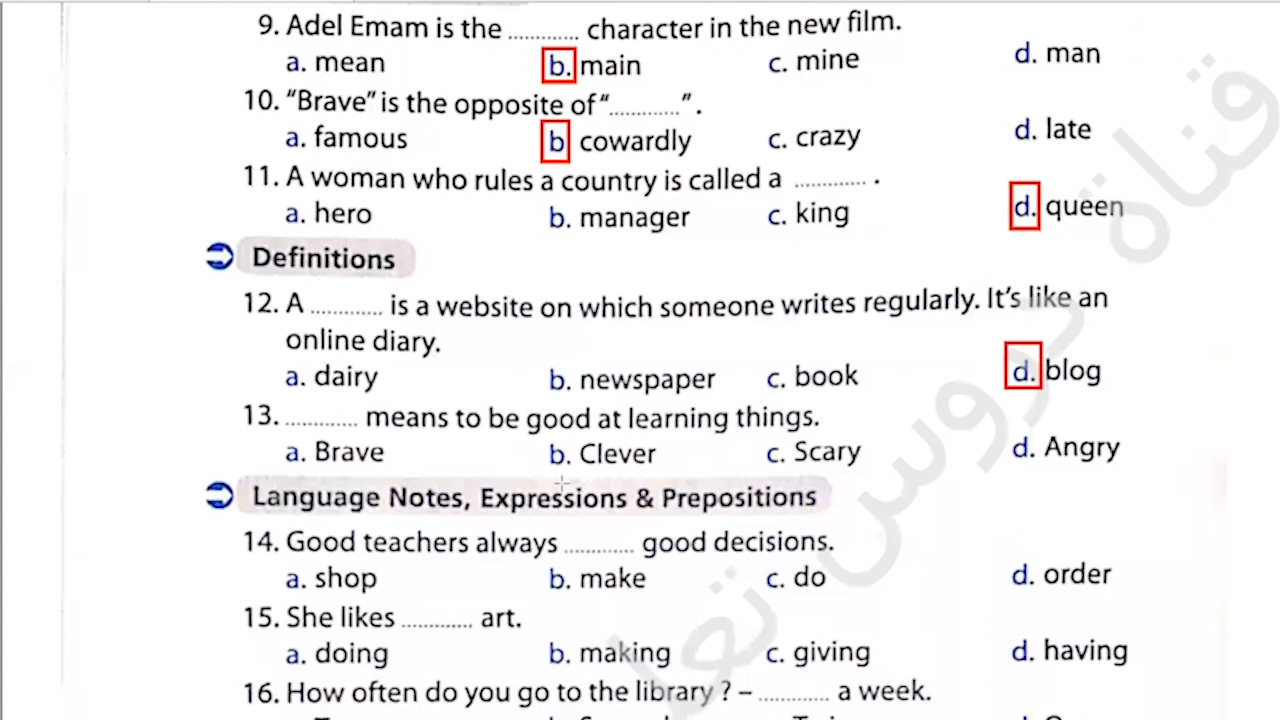 9. Adel Emam is the ............ character in the new film.
a. mean b. main c. mine d. man
10. “Brave” is the opposite of “............” .
a. famous b cowardly c. crazy d. late
11. A woman who rules a country is called a ............ .
a. hero b. manager c. king d. queen
Definitions
12. A ............ is a website on which someone writes regularly. It’s like an
online diary.
a. dairy b. newspaper c. book d. blog
13. ............ means to be good at learning things.
a. Brave b. Clever c. Scary d. Angry
Language Notes, Expressions & Prepositions
14. Good teachers always ............ good decisions.
a. shop b. make c. do d. order
15. She likes ............ art.
a. doing b. making c. giving d. having
16. How often do you go to the library ? – ............ a week.
قناة دروس